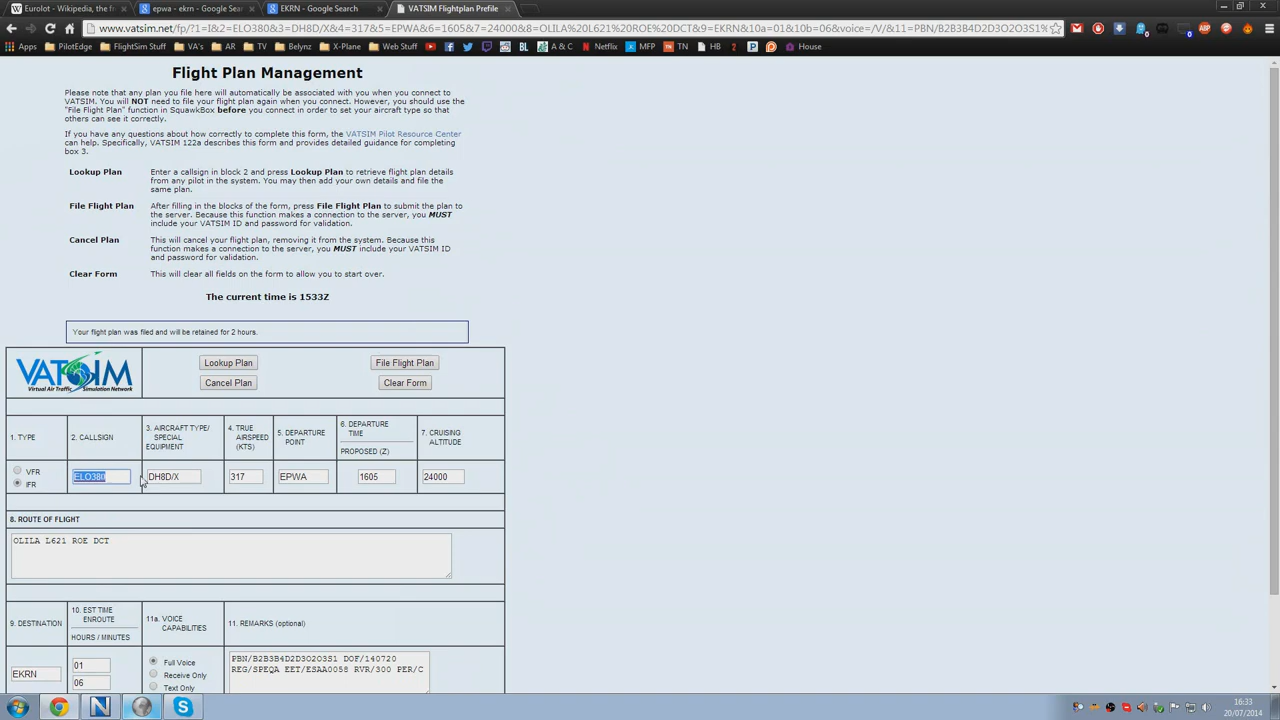 Eurolot - Wikipedia, the f
epwa - ekrn - Google Sear
EKRN - Google Search
VATSIM Flightplan Prefile
www.vatsim.net/fp/?1=I&2=ELO380&3=DH8D/X&4=317&5=EPWA&6=1605&7=24000&8=OLILA%20L621%20ROE%20DCT&9=EKRN&10a=01&10b=06&voice=/V/&11=PBN/B2B3B4D2D3O2O3S1%
Apps PilotEdge FlightSim Stuff VA's AR TV Belynz X-Plane Web Stuff BL A & C Netflix MFP TN HB House
Flight Plan Management
Please note that any plan you file here will automatically be associated with you when you connect to
VATSIM. You will NOT need to file your flight plan again when you connect. However, you should use the
"File Flight Plan" function in SquawkBox before you connect in order to set your aircraft type so that
others can see it correctly.
If you have any questions about how correctly to complete this form, the VATSIM Pilot Resource Center
can help. Specifically, VATSIM 122a describes this form and provides detailed guidance for completing
box 3.
Lookup Plan Enter a callsign in block 2 and press Lookup Plan to retrieve flight plan details
from any pilot in the system. You may then add your own details and file the
same plan.
File Flight Plan After filling in the blocks of the form, press File Flight Plan to submit the plan to
the server. Because this function makes a connection to the server, you MUST
include your VATSIM ID and password for validation.
Cancel Plan This will cancel your flight plan, removing it from the system. Because this
function makes a connection to the server, you MUST include your VATSIM ID
and password for validation.
Clear Form This will clear all fields on the form to allow you to start over.
The current time is 1533Z
Your flight plan was filed and will be retained for 2 hours.
VATSIM
Virtual Air Traffic Simulation Network
Lookup Plan File Flight Plan
Cancel Plan Clear Form
1. TYPE
2. CALLSIGN
3. AIRCRAFT TYPE/
SPECIAL
EQUIPMENT
4. TRUE
AIRSPEED
(KTS)
5. DEPARTURE
POINT
6. DEPARTURE
TIME
PROPOSED (Z)
7. CRUISING
ALTITUDE
VFR
IFR
ELO380
DH8D/X
317
EPWA
1605
24000
8. ROUTE OF FLIGHT
OLILA L621 ROE DCT
9. DESTINATION
10. EST TIME
ENROUTE
HOURS / MINUTES
11a. VOICE
CAPABILITIES
11. REMARKS (optional)
EKRN
01
06
Full Voice
Receive Only
Text Only
PBN/B2B3B4D2D3O2O3S1 DOF/140720
REG/SPEQA EET/ESAA0058 RVR/300 PER/C
16:33
20/07/2014